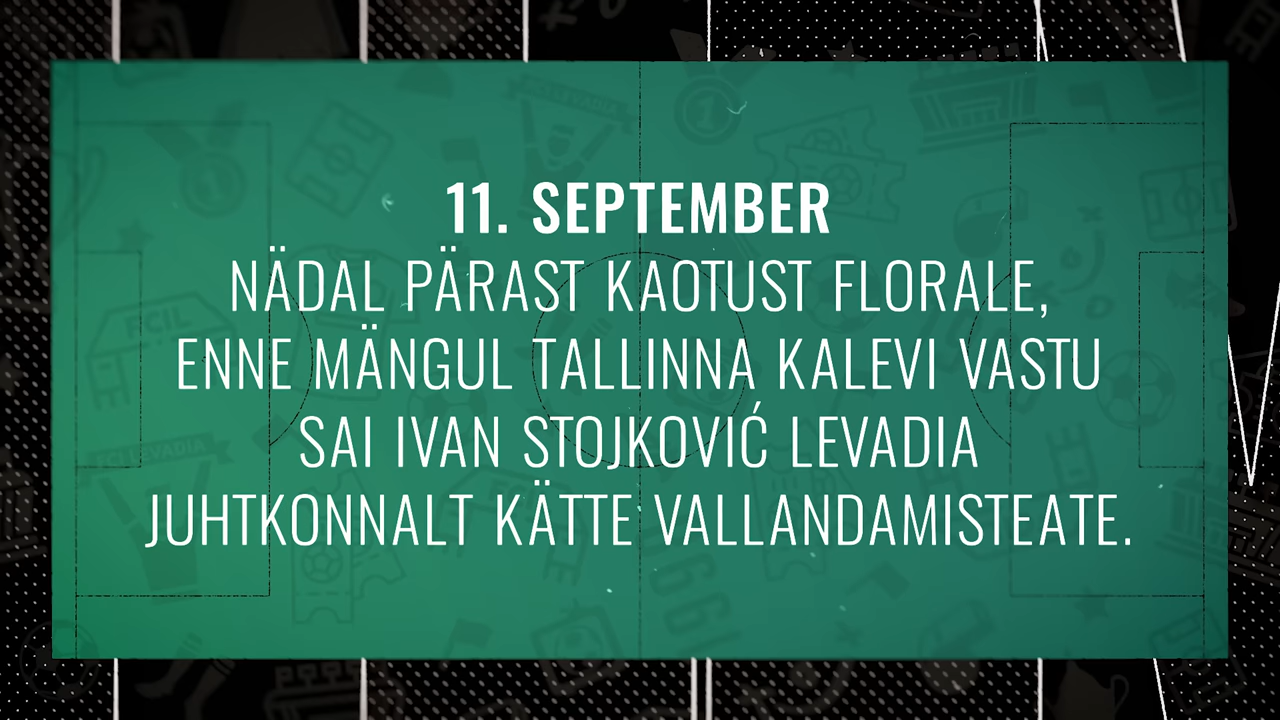 11. SEPTEMBER
NÄDAL PÄRAST KAOTUST FLORALE,
ENNE MÄNGUL TALLINNA KALEVI VASTU
SAI IVAN STOJKOVIĆ LEVADIA
JUHTKONNALT KÄTTE VALLANDAMISTEATE.